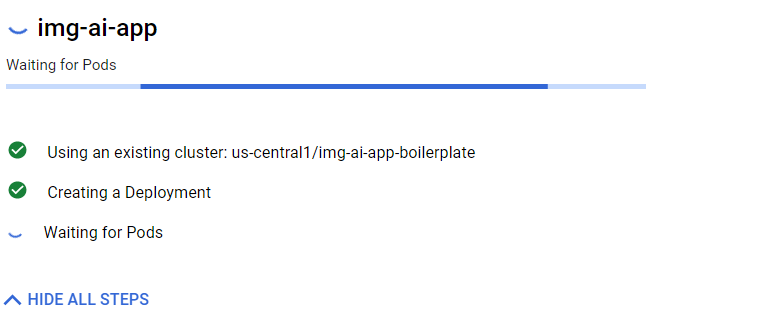 img-ai-app
Waiting for Pods
Using an existing cluster: us-central1/img-ai-app-boilerplate
Creating a Deployment
Waiting for Pods
HIDE ALL STEPS